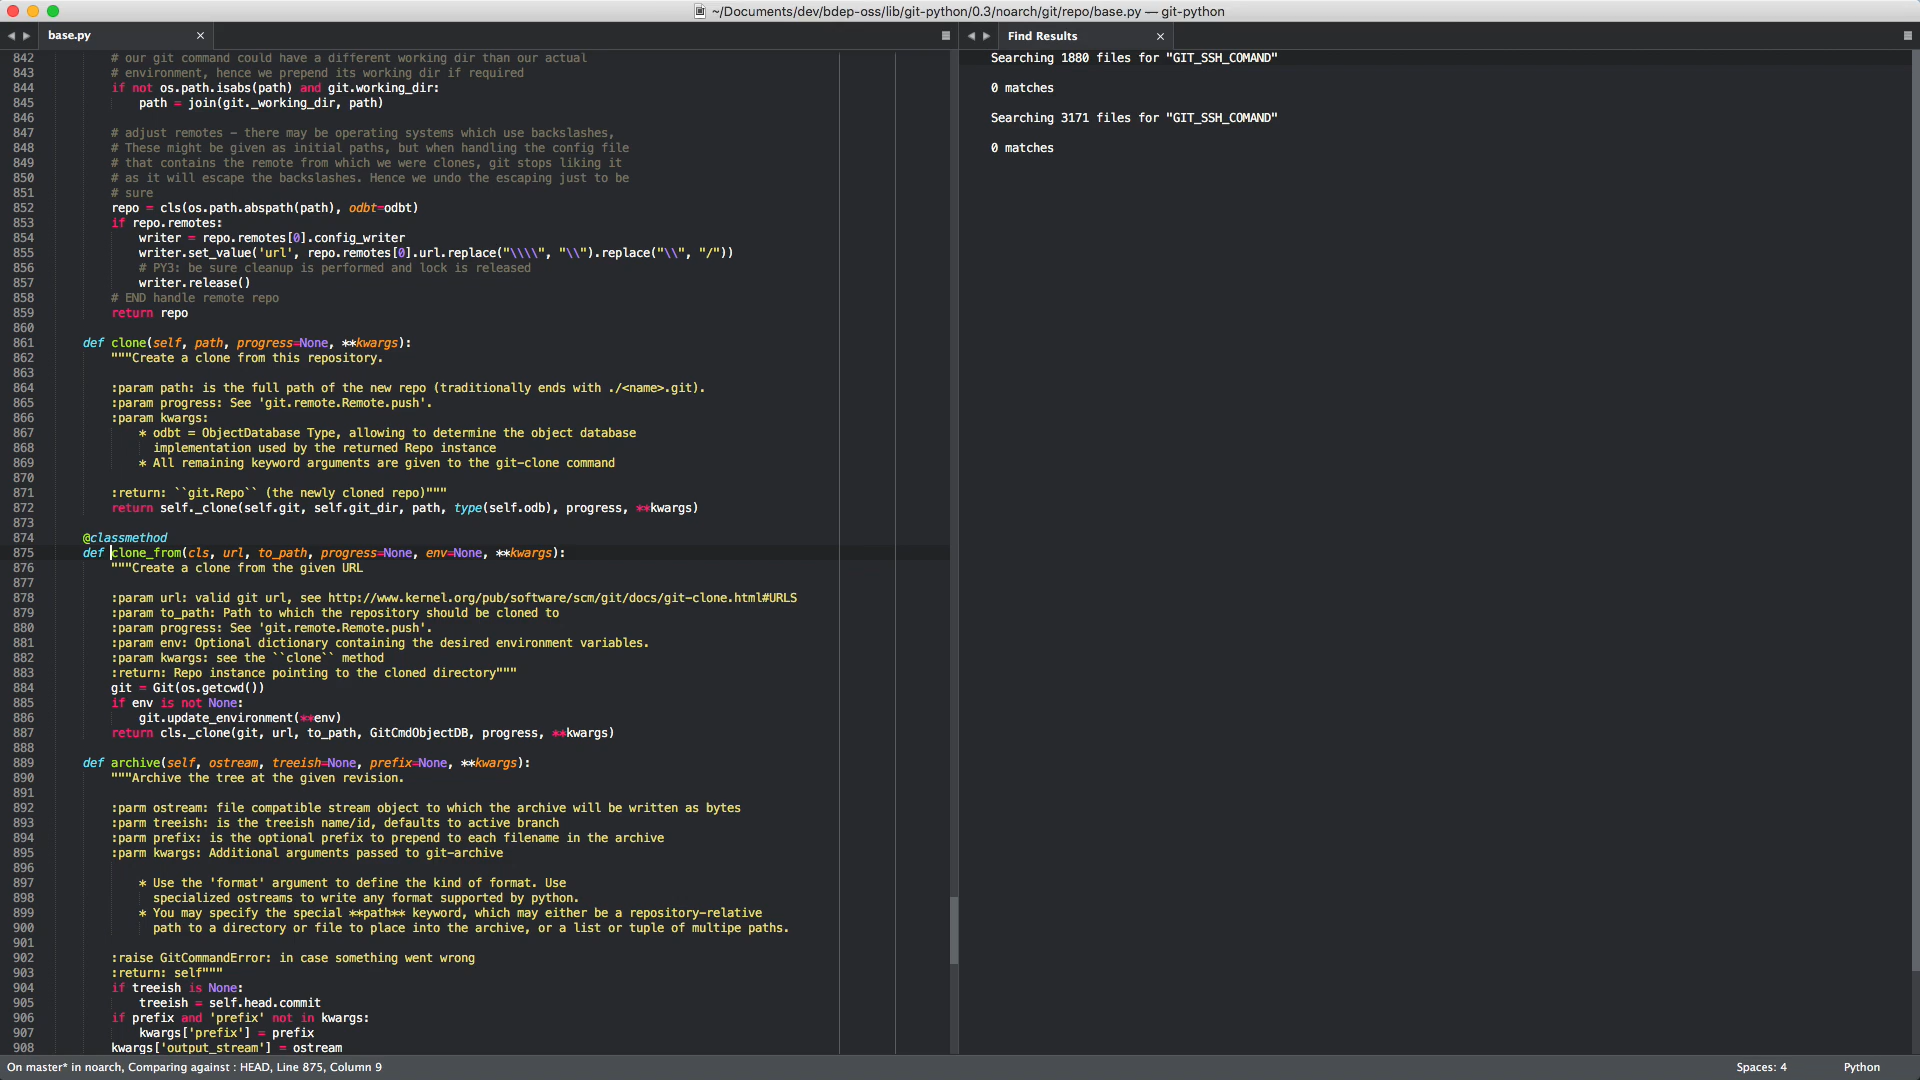 ~/Documents/dev/bdep-oss/lib/git-python/0.3/noarch/git/repo/base.py — git-python
base.py
842 # our git command could have a different working dir than our actual
843 # environment, hence we prepend its working dir if required
844 if not os.path.isabs(path) and git.working_dir:
845 path = join(git._working_dir, path)
846
847 # adjust remotes - there may be operating systems which use backslashes,
848 # These might be given as initial paths, but when handling the config file
849 # that contains the remote from which we were clones, git stops liking it
850 # as it will escape the backslashes. Hence we undo the escaping just to be
851 # sure
852 repo = cls(os.path.abspath(path), odbt=odbt)
853 if repo.remotes:
854 writer = repo.remotes[0].config_writer
855 writer.set_value('url', repo.remotes[0].url.replace("\\\\", "\\").replace("\\", "/"))
856 # PY3: be sure cleanup is performed and lock is released
857 writer.release()
858 # END handle remote repo
859 return repo
860
861 def clone(self, path, progress=None, **kwargs):
862 """Create a clone from this repository.
863
864 :param path: is the full path of the new repo (traditionally ends with ./<name>.git).
865 :param progress: See 'git.remote.Remote.push'.
866 :param kwargs:
867 * odbt = ObjectDatabase Type, allowing to determine the object database
868 implementation used by the returned Repo instance
869 * All remaining keyword arguments are given to the git-clone command
870
871 :return: ``git.Repo`` (the newly cloned repo)"""
872 return self._clone(self.git, self.git_dir, path, type(self.odb), progress, **kwargs)
873
874 @classmethod
875 def clone_from(cls, url, to_path, progress=None, env=None, **kwargs):
876 """Create a clone from the given URL
877
878 :param url: valid git url, see http://www.kernel.org/pub/software/scm/git/docs/git-clone.html#URLS
879 :param to_path: Path to which the repository should be cloned to
880 :param progress: See 'git.remote.Remote.push'.
881 :param env: Optional dictionary containing the desired environment variables.
882 :param kwargs: see the ``clone`` method
883 :return: Repo instance pointing to the cloned directory"""
884 git = Git(os.getcwd())
885 if env is not None:
886 git.update_environment(**env)
887 return cls._clone(git, url, to_path, GitCmdObjectDB, progress, **kwargs)
888
889 def archive(self, ostream, treeish=None, prefix=None, **kwargs):
890 """Archive the tree at the given revision.
891
892 :parm ostream: file compatible stream object to which the archive will be written as bytes
893 :parm treeish: is the treeish name/id, defaults to active branch
894 :parm prefix: is the optional prefix to prepend to each filename in the archive
895 :parm kwargs: Additional arguments passed to git-archive
896
897 * Use the 'format' argument to define the kind of format. Use
898 specialized ostreams to write any format supported by python.
899 * You may specify the special **path** keyword, which may either be a repository-relative
900 path to a directory or file to place into the archive, or a list or tuple of multipe paths.
901
902 :raise GitCommandError: in case something went wrong
903 :return: self"""
904 if treeish is None:
905 treeish = self.head.commit
906 if prefix and 'prefix' not in kwargs:
907 kwargs['prefix'] = prefix
908 kwargs['output_stream'] = ostream
Find Results
Searching 1880 files for "GIT_SSH_COMAND"
0 matches
Searching 3171 files for "GIT_SSH_COMAND"
0 matches
On master* in noarch, Comparing against : HEAD, Line 875, Column 9
Spaces: 4
Python